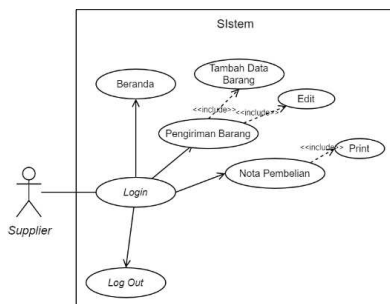 SIstem
Tambah Data
Barang
Beranda
<<include>>
Edit
<<include>>
Pengiriman Barang
<<include>>
Print
Nota Pembelian
Login
Supplier
Log Out